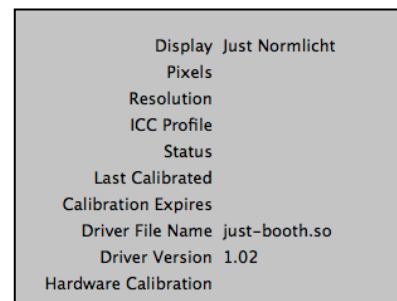 Display Just Normlicht
Pixels
Resolution
ICC Profile
Status
Last Calibrated
Calibration Expires
Driver File Name just-booth.so
Driver Version 1.02
Hardware Calibration